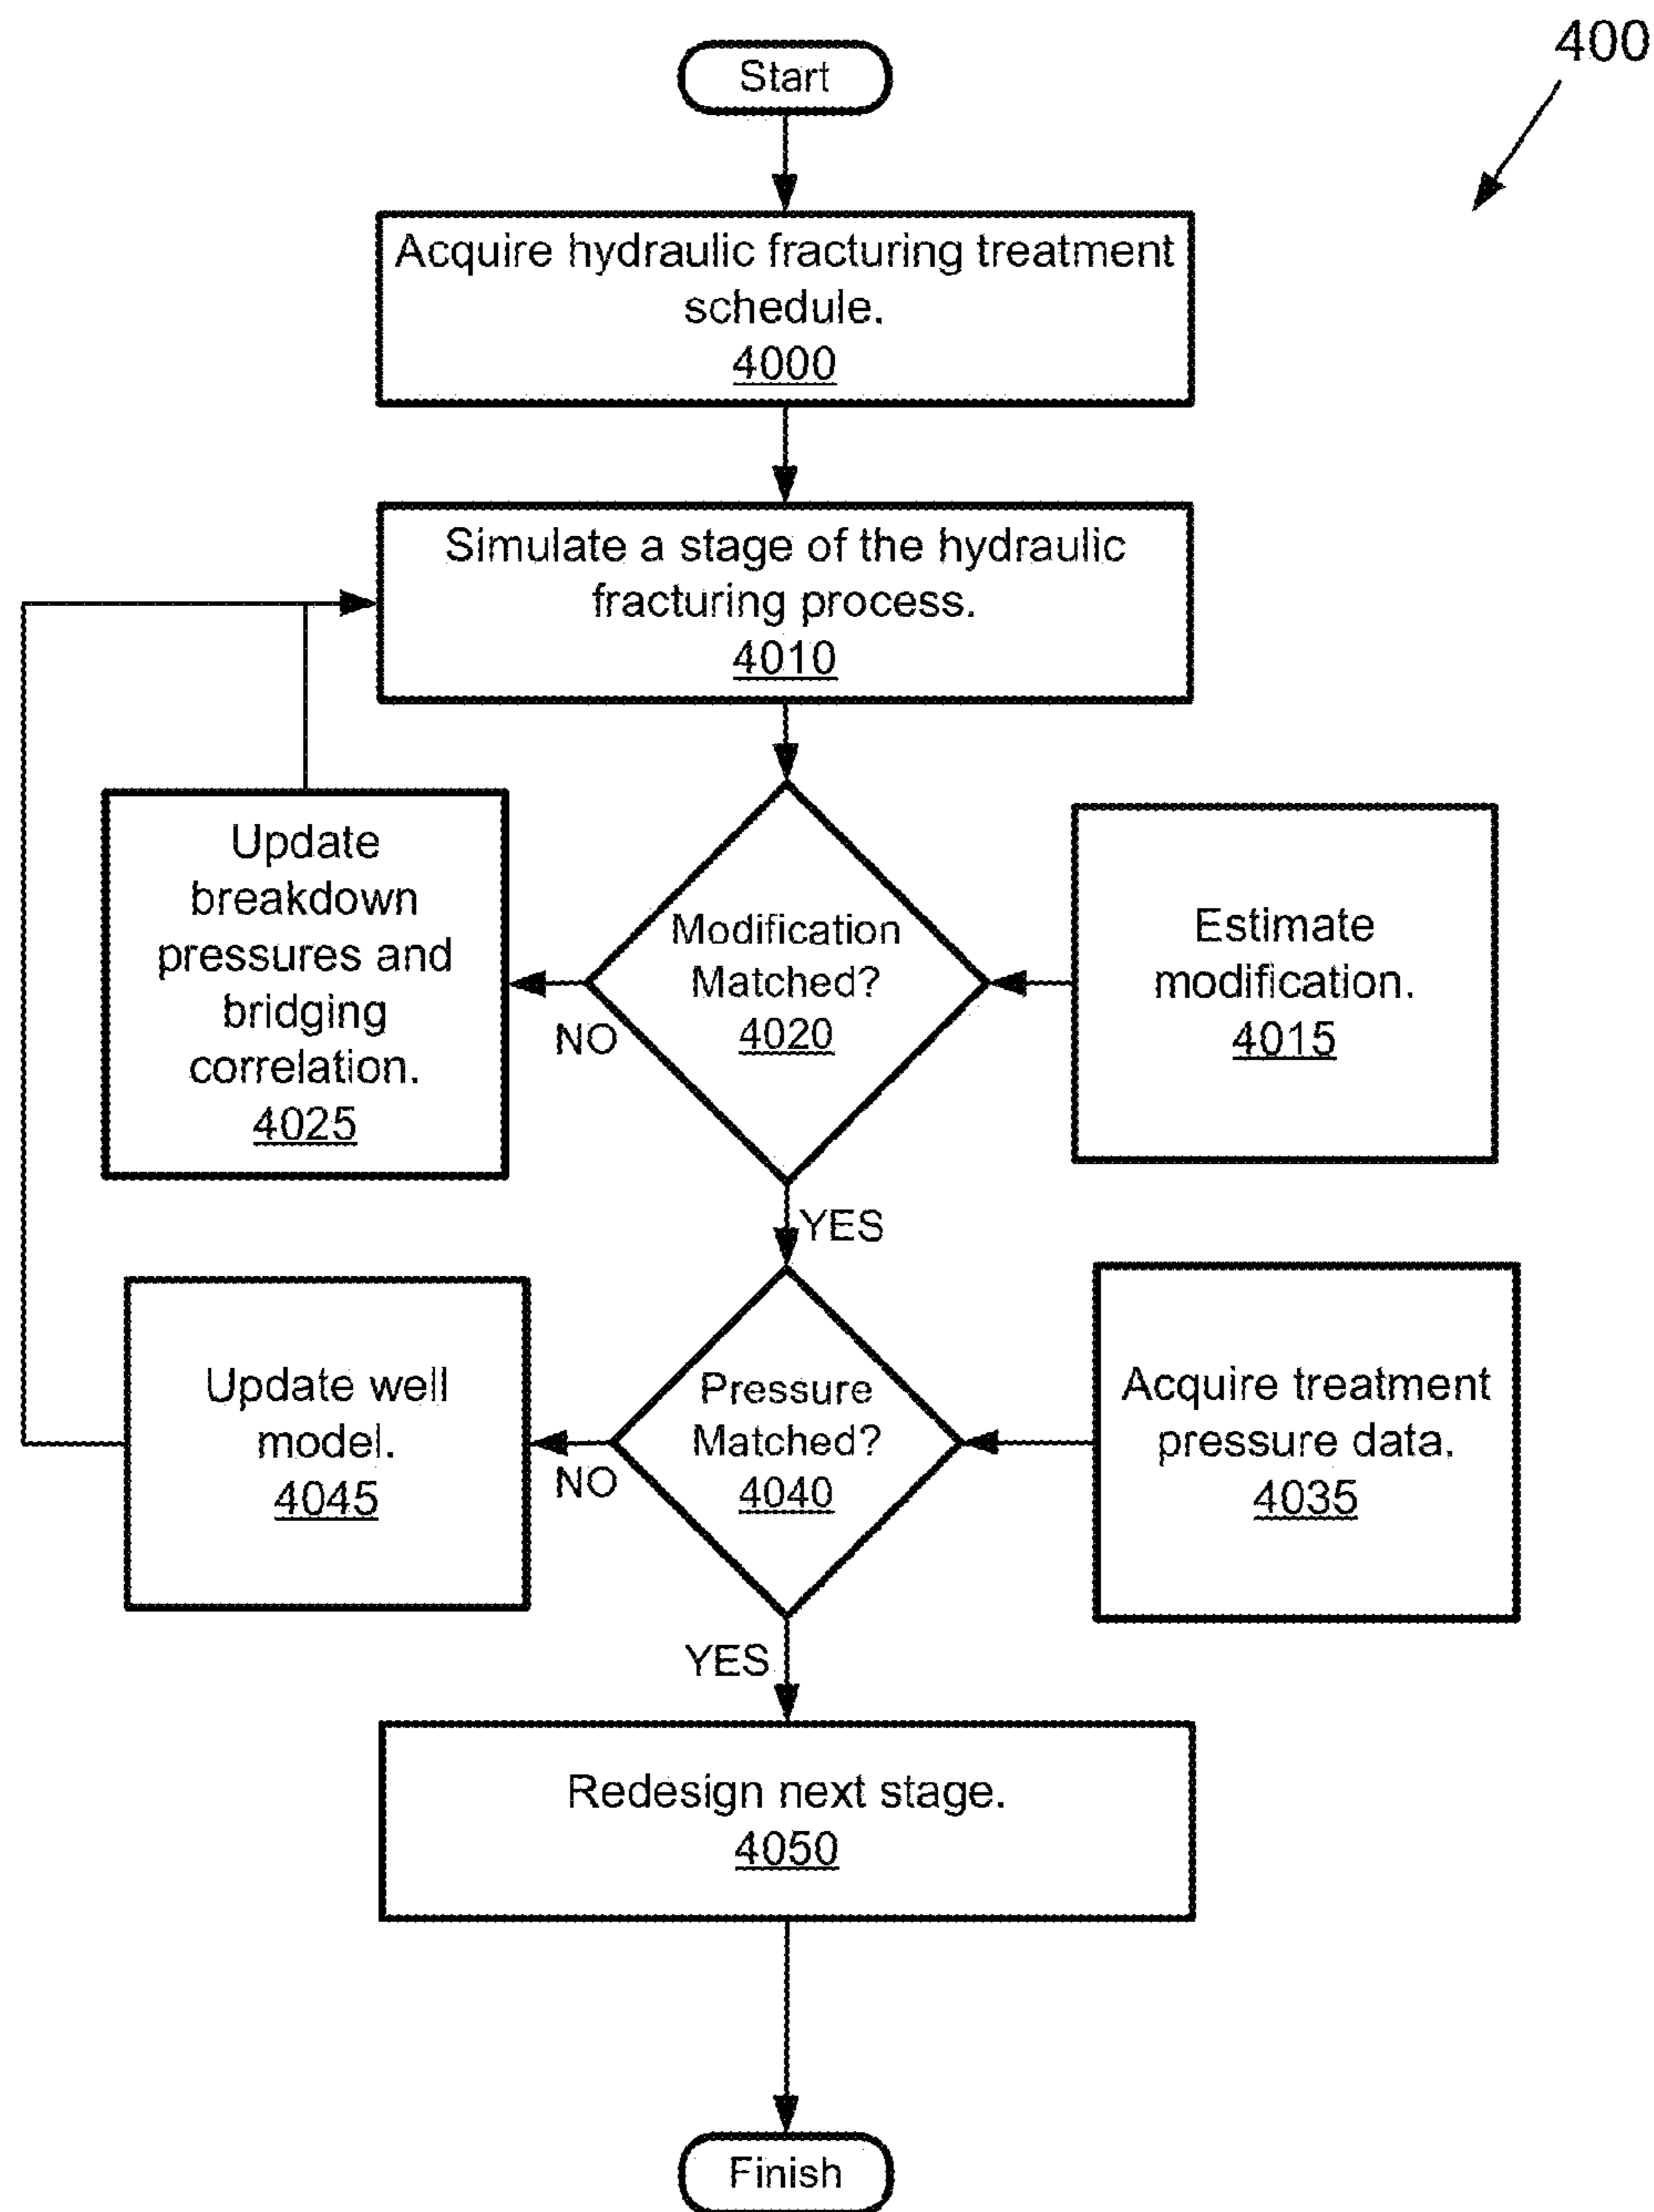 400
Start
Acquire hydraulic fracturing treatment
schedule.
4000
Simulate a stage of the hydraulic
fracturing process.
4010
Update
breakdown
pressures and
bridging
correlation.
4025
NO
Modification
Matched?
4020
Estimate
modification.
4015
YES
Update well
model.
4045
NO
Pressure
Matched?
4040
Acquire treatment
pressure data.
4035
YES
Redesign next stage.
4050
Finish